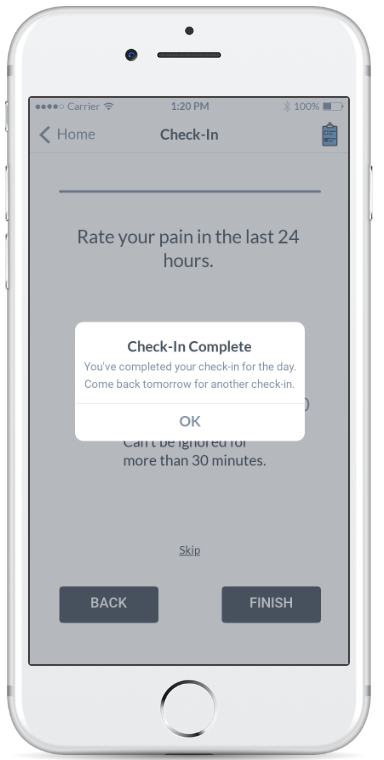 Carrier 1:20 PM 100%
Home Check-In
Rate your pain in the last 24
hours.
Check-In Complete
You've completed your check-in for the day.
Come back tomorrow for another check-in.
OK
Can't be ignored for
more than 30 minutes.
Skip
BACK FINISH